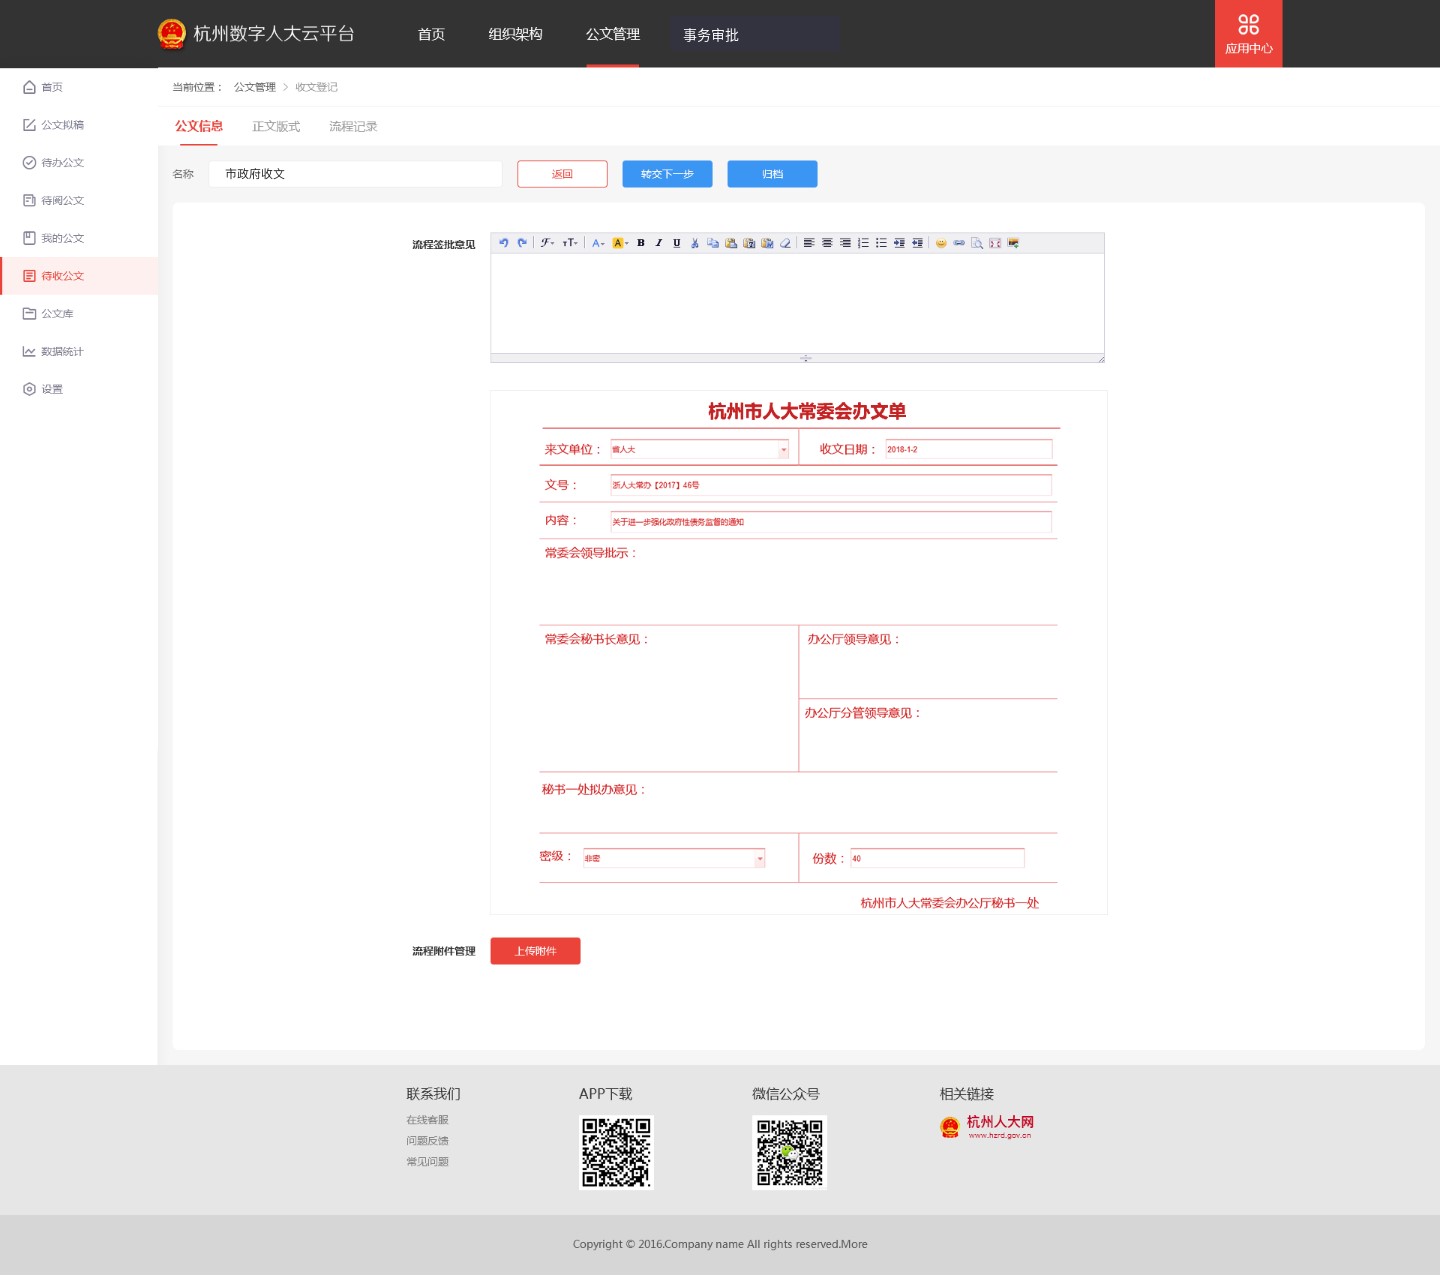 杭州数字人大云平台
首页
组织架构
公文管理
事务审批
应用中心
首页
公文拟稿
待办公文
待阅公文
我的公文
待收公文
公文库
数据统计
设置
当前位置： 公文管理 > 收文登记
公文信息
正文版式
流程记录
名称
市政府收文
返回
转交下一步
归档
流程签批意见
杭州市人大常委会办文单
来文单位：
省人大
收文日期：
2018-1-2
文号：
浙人大常办【2017】46号
内容：
关于进一步强化政府性债务监督的通知
常委会领导批示：
常委会秘书长意见：
办公厅领导意见：
办公厅分管领导意见：
秘书一处拟办意见：
密级：
非密
份数：
40
杭州市人大常委会办公厅秘书一处
流程附件管理
上传附件
联系我们
在线客服
问题反馈
常见问题
APP下载
微信公众号
相关链接
杭州人大网
www.hzrd.gov.cn
Copyright © 2016.Company name All rights reserved.More